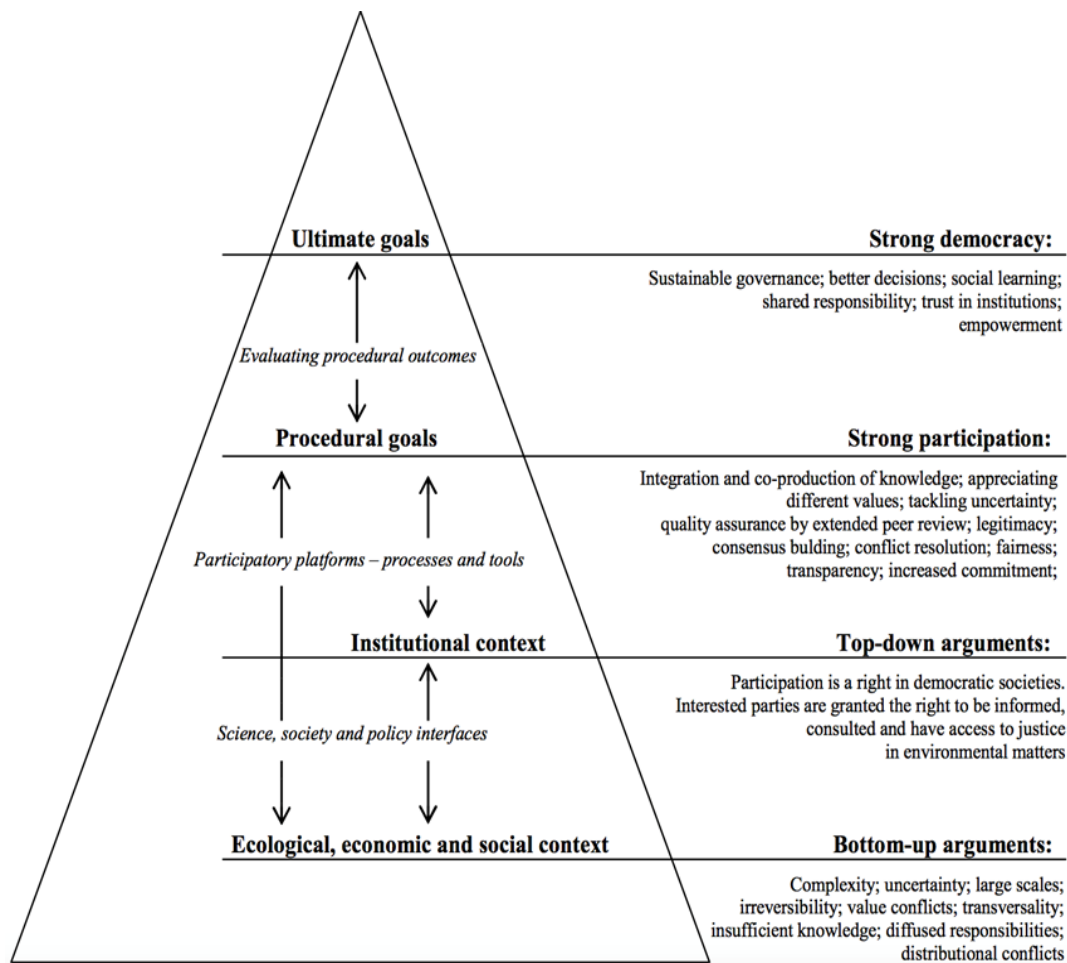 Ultimate goals
Strong democracy:
Sustainable governance; better decisions; social learning;
shared responsibility; trust in institutions;
empowerment
Evaluating procedural outcomes
Procedural goals
Strong participation:
Integration and co-production of knowledge; appreciating
different values; tackling uncertainty;
quality assurance by extended peer review; legitimacy;
consensus bulding; conflict resolution; fairness;
transparency; increased commitment;
Participatory platforms – processes and tools
Institutional context
Top-down arguments:
Participation is a right in democratic societies.
Interested parties are granted the right to be informed,
consulted and have access to justice
in environmental matters
Science, society and policy interfaces
Ecological, economic and social context
Bottom-up arguments:
Complexity; uncertainty; large scales;
irreversibility; value conflicts; transversality;
insufficient knowledge; diffused responsibilities;
distributional conflicts